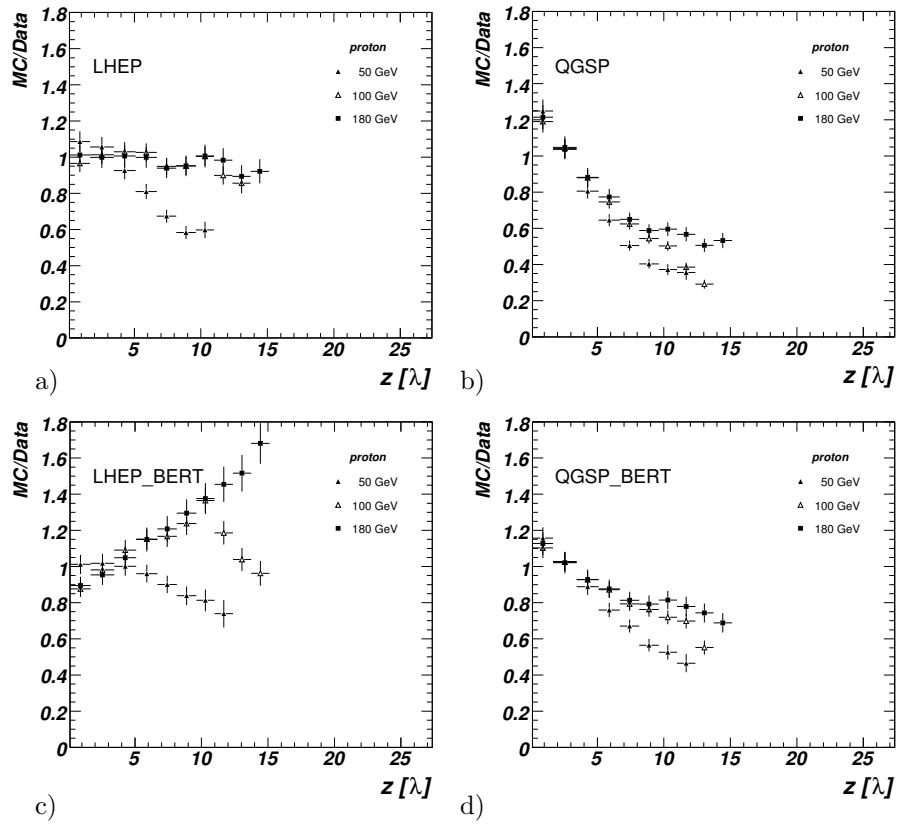 MC/Data
1.8
1.6
1.4
1.2
1
0.8
0.6
0.4
0.2
0
LHEP
proton
50 GeV
100 GeV
180 GeV
5 10 15 20 25
z [λ]
a)
MC/Data
1.8
1.6
1.4
1.2
1
0.8
0.6
0.4
0.2
0
QGSP
proton
50 GeV
100 GeV
180 GeV
5 10 15 20 25
z [λ]
b)
MC/Data
1.8
1.6
1.4
1.2
1
0.8
0.6
0.4
0.2
0
LHEP_BERT
proton
50 GeV
100 GeV
180 GeV
5 10 15 20 25
z [λ]
c)
MC/Data
1.8
1.6
1.4
1.2
1
0.8
0.6
0.4
0.2
0
QGSP_BERT
proton
50 GeV
100 GeV
180 GeV
5 10 15 20 25
z [λ]
d)